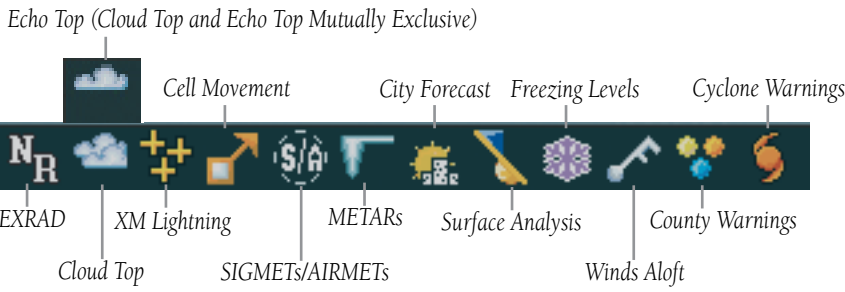 Echo Top (Cloud Top and Echo Top Mutually Exclusive)
Cell Movement
City Forecast
Freezing Levels
Cyclone Warnings
NR
S/A
EXRAD
XM Lightning
METARs
Surface Analysis
County Warnings
Cloud Top
SIGMETs/AIRMETs
Winds Aloft